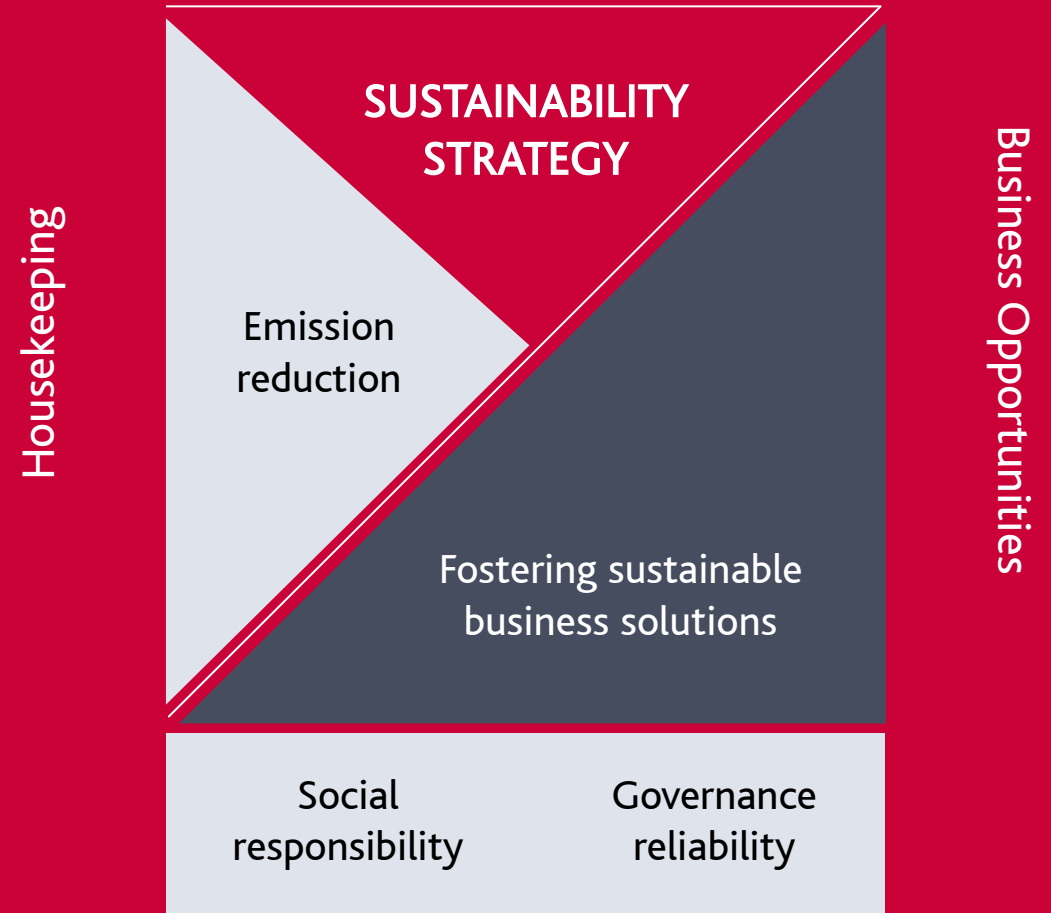 SUSTAINABILITY
STRATEGY
Housekeeping
Business Opportunities
Emission
reduction
Fostering sustainable
business solutions
Social
responsibility
Governance
reliability